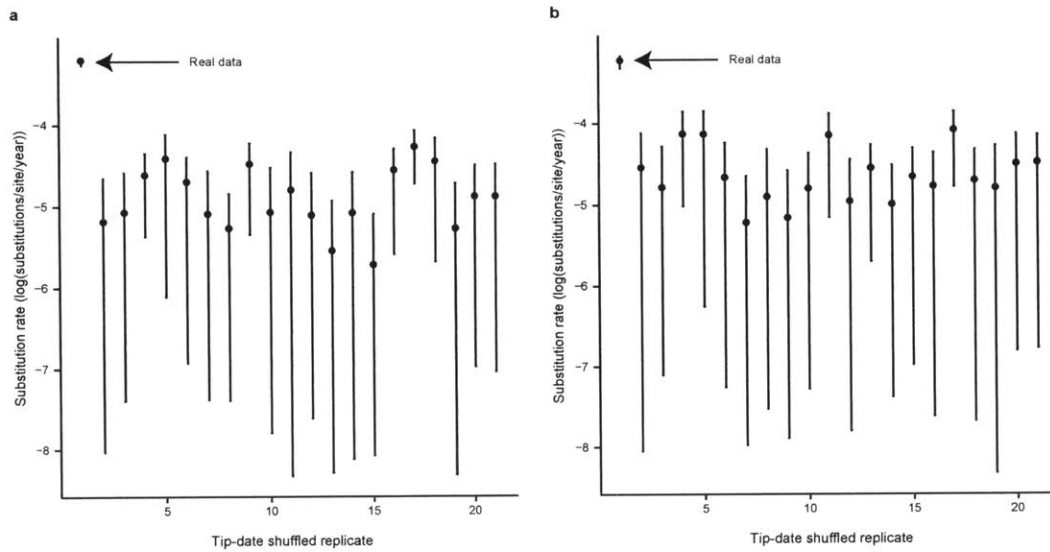 a
Real data
Substitution rate (log(substitutions/site/year))
−4
−5
−6
−7
−8
5
10
15
20
Tip-date shuffled replicate
b
Real data
Substitution rate (log(substitutions/site/year))
−4
−5
−6
−7
−8
5
10
15
20
Tip-date shuffled replicate